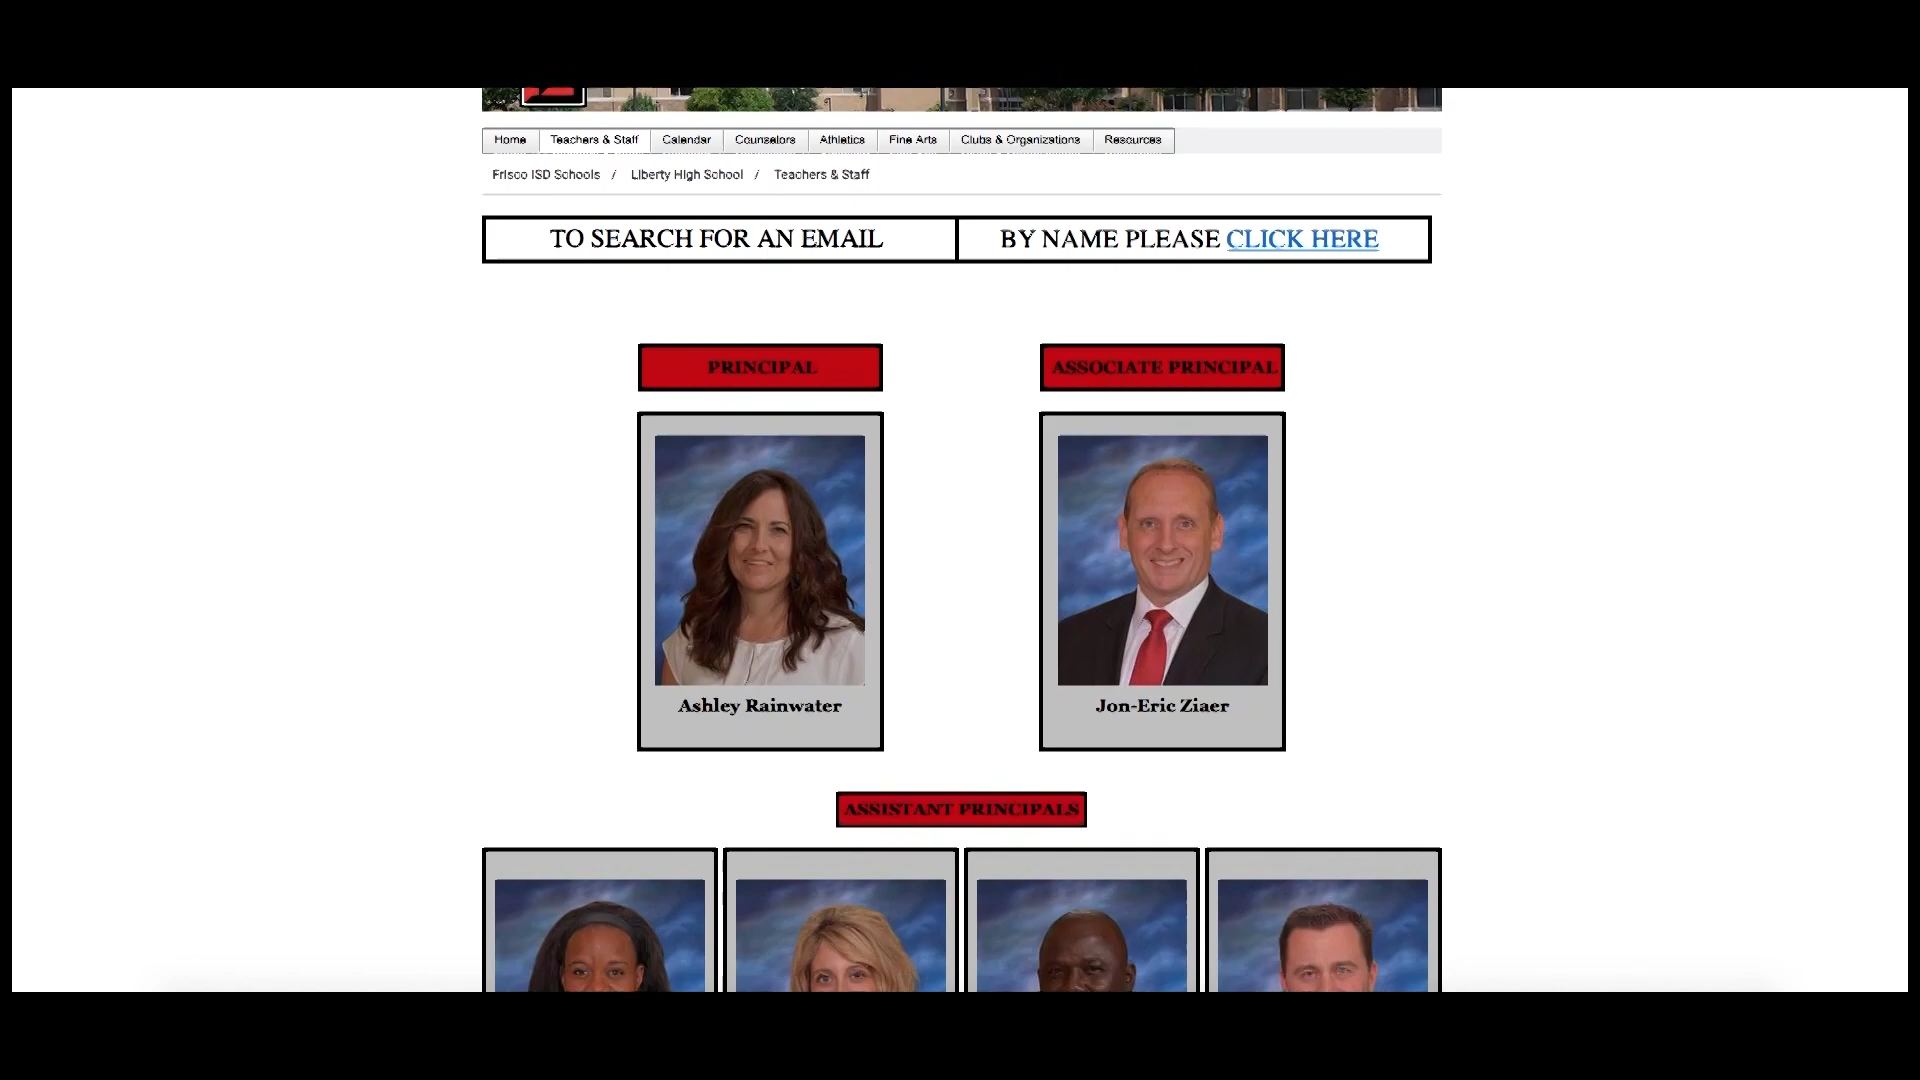 Home Teachers & Staff Calendar Counselors Athletics Fine Arts Clubs & Organizations Resources
Frisco ISD Schools / Liberty High School / Teachers & Staff
TO SEARCH FOR AN EMAIL BY NAME PLEASE CLICK HERE
PRINCIPAL ASSOCIATE PRINCIPAL
Ashley Rainwater Jon-Eric Ziaer
ASSISTANT PRINCIPALS